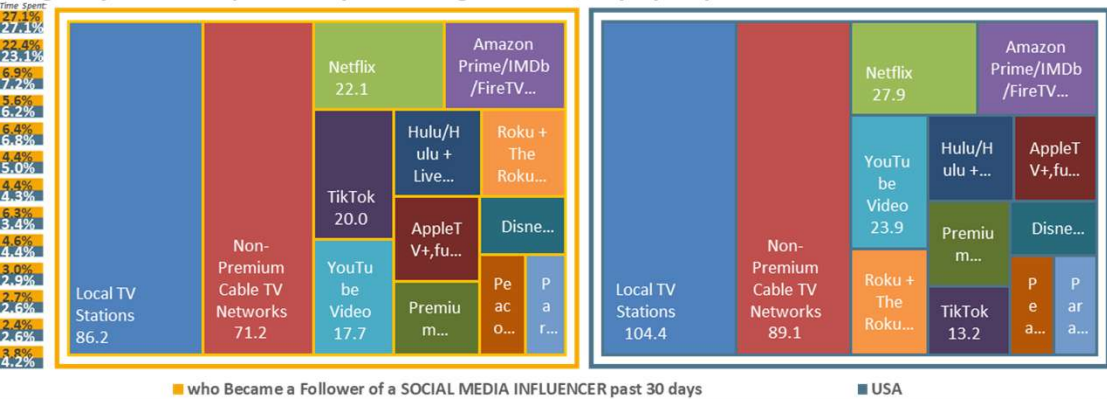 Time Spent:
27.1%
27.1%
22.4%
23.1%
6.9%
7.2%
5.6%
6.2%
6.4%
6.8%
4.4%
5.0%
4.4%
4.3%
6.3%
3.4%
4.6%
4.4%
3.0%
2.9%
2.7%
2.6%
2.4%
2.6%
3.8%
4.2%
Local TV
Stations
86.2
Non-
Premium
Cable TV
Networks
71.2
Netflix
22.1
Amazon
Prime/IMDb
/FireTV...
TikTok
20.0
Hulu/H
ulu +
Live...
Roku +
The
Roku...
YouTu
be
Video
17.7
AppleT
V+,fu...
Disne...
Premiu
m...
Pe
aco
...
P
a
r...
Local TV
Stations
104.4
Non-
Premium
Cable TV
Networks
89.1
Netflix
27.9
Amazon
Prime/IMDb
/FireTV...
YouTu
be
Video
23.9
Hulu/H
ulu +...
AppleT
V+,fu...
Roku +
The
Roku...
Premiu
m...
Disne...
TikTok
13.2
P
e
a...
P
ar
a...
who Became a Follower of a SOCIAL MEDIA INFLUENCER past 30 days
USA